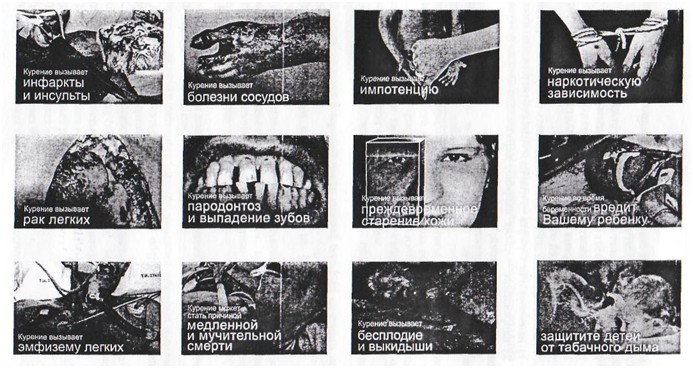 Курение вызывает
инфаркты
и инсульты
Курение вызывает
болезни сосудов
Курение вызывает
импотенцию
Курение вызывает
наркотическую
зависимость
Курение вызывает
рак легких
Курение вызывает
пародонтоз
и выпадение зубов
Курение вызывает
преждевременное
старение кожи
Курение во время
беременности вредит
Вашему ребенку
Курение вызывает
эмфизему легких
Курение может
стать причиной
медленной
и мучительной
смерти
Курение вызывает
бесплодие
и выкидыши
защитите детей
от табачного дыма